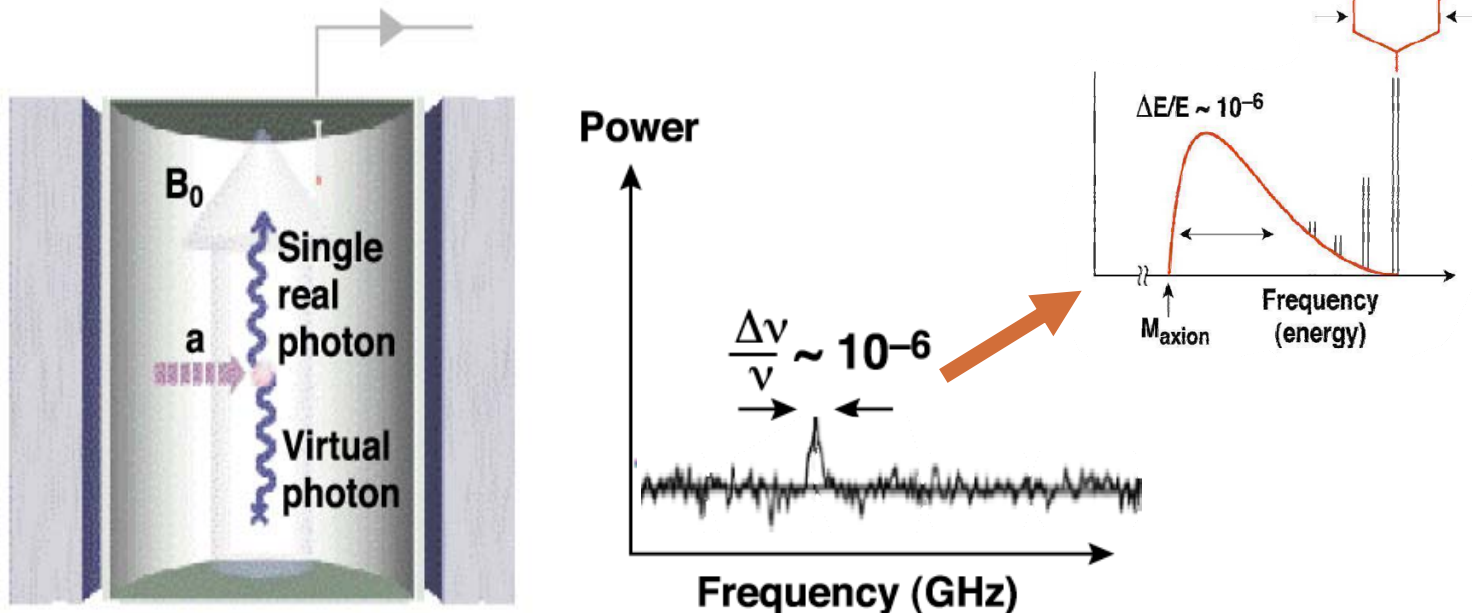 B₀
Single
real
photon
a
Virtual
photon
Power
Δν
ν
~ 10⁻⁶
Frequency (GHz)
ΔE/E ~ 10⁻⁶
Maxion
Frequency
(energy)